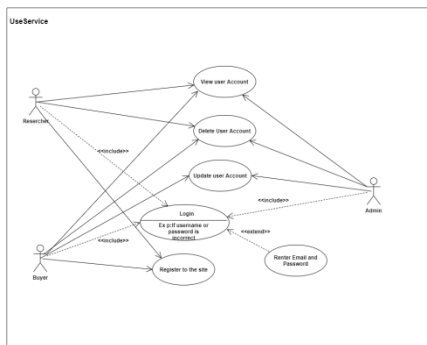 UseService
View user Account
Resercher
Delete User Account
<<include>>
Update user Account
<<include>>
Login
Admin
Ex p:If username or
password is
incorrect
<<extend>>
<<include>>
Renter Email and
Password
Register to the site
Buyer